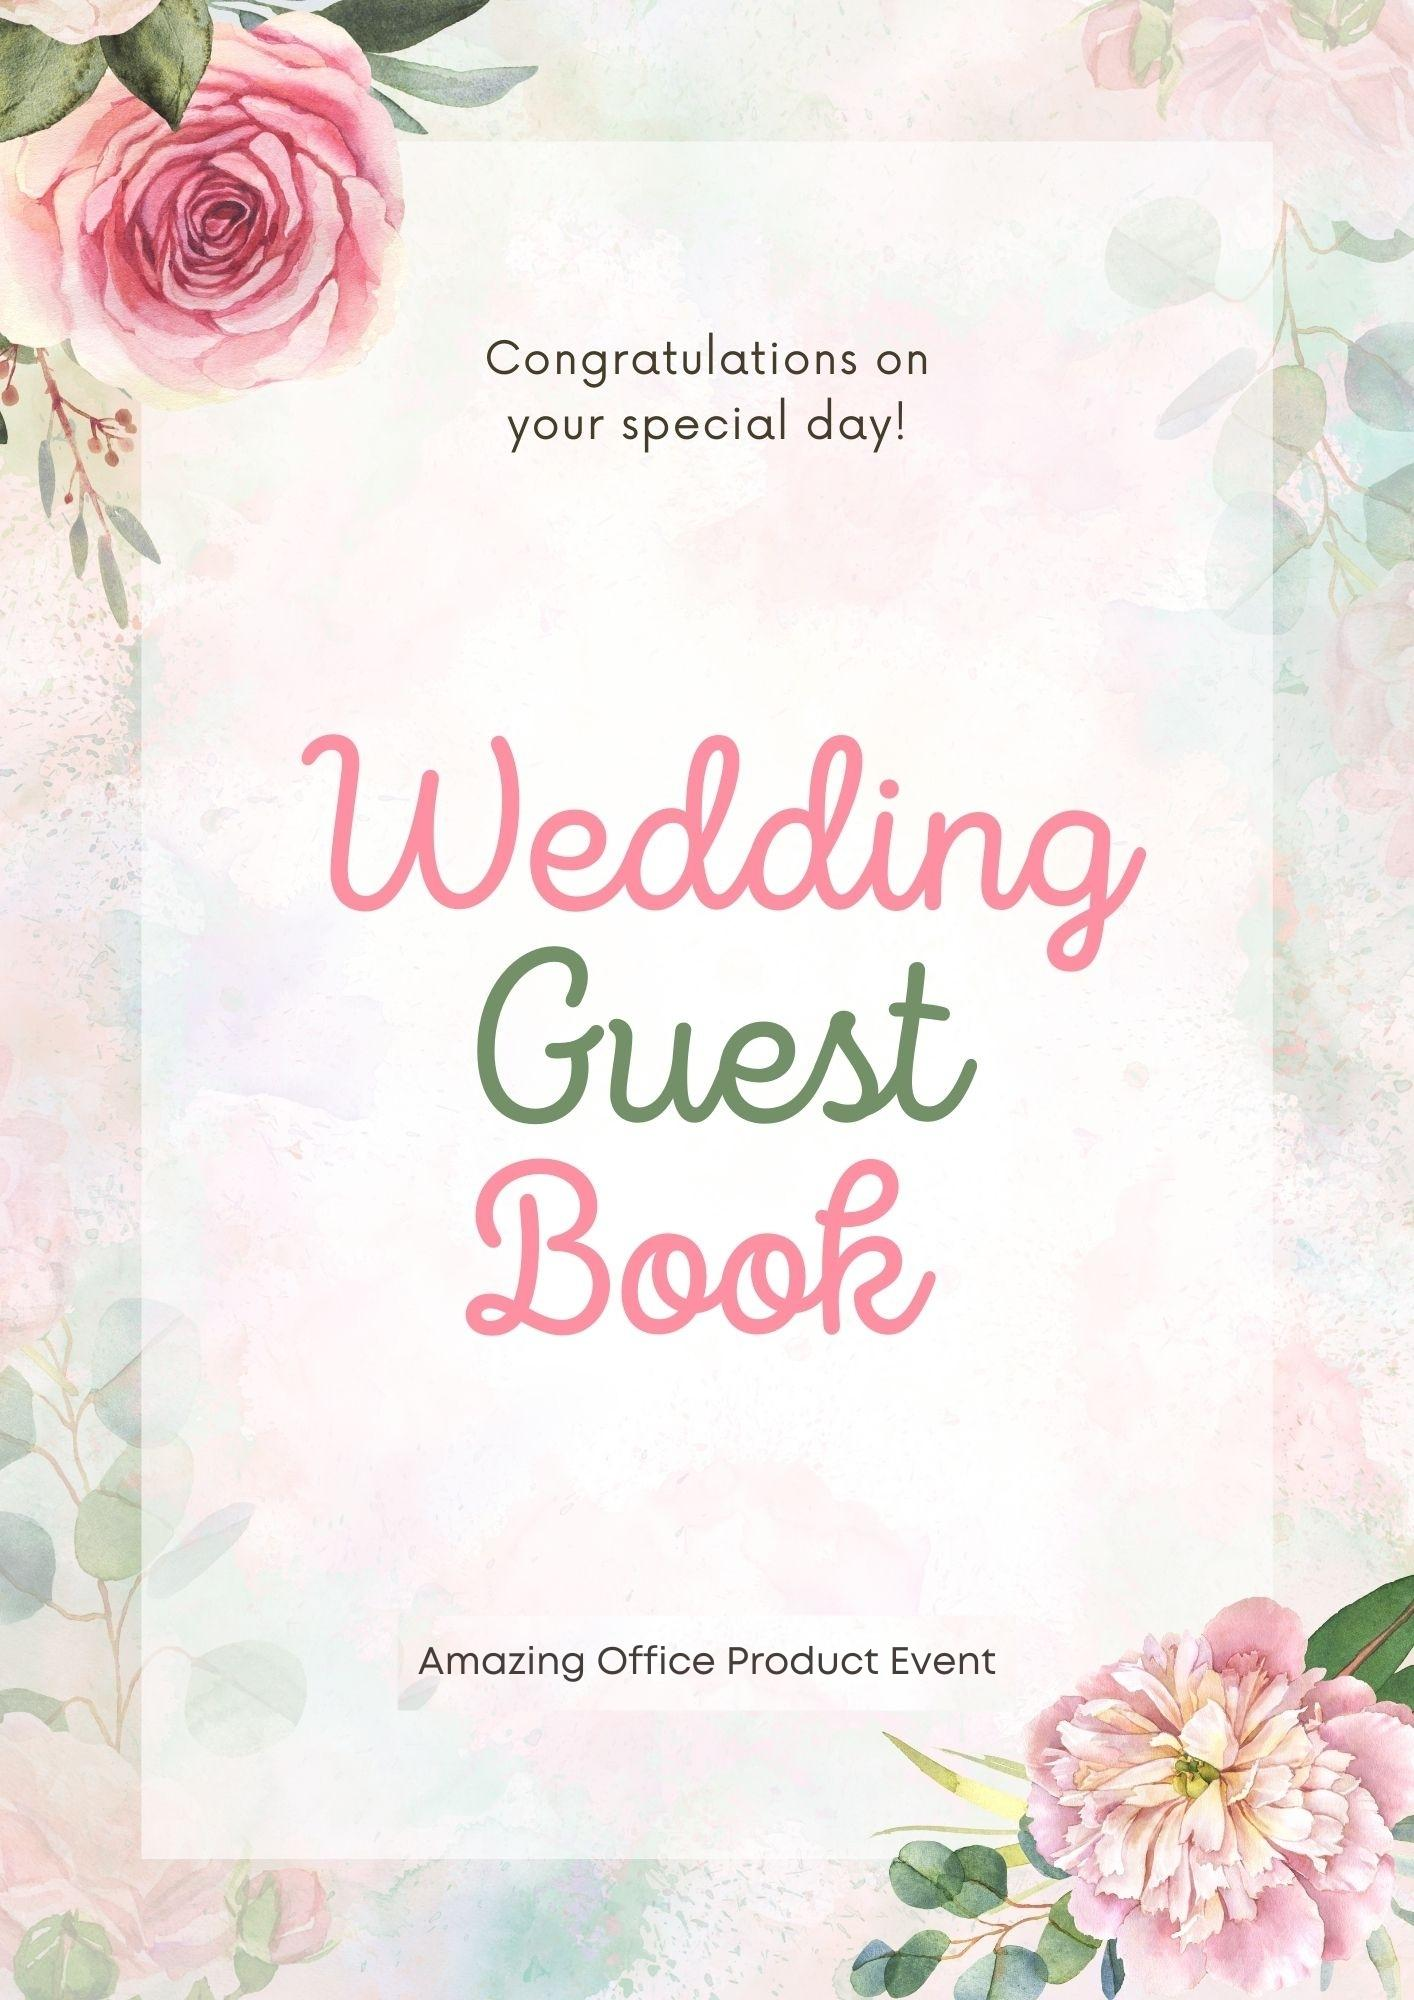 Congratulations on
your special day!
Wedding
Guest
Book
Amazing Office Product Event